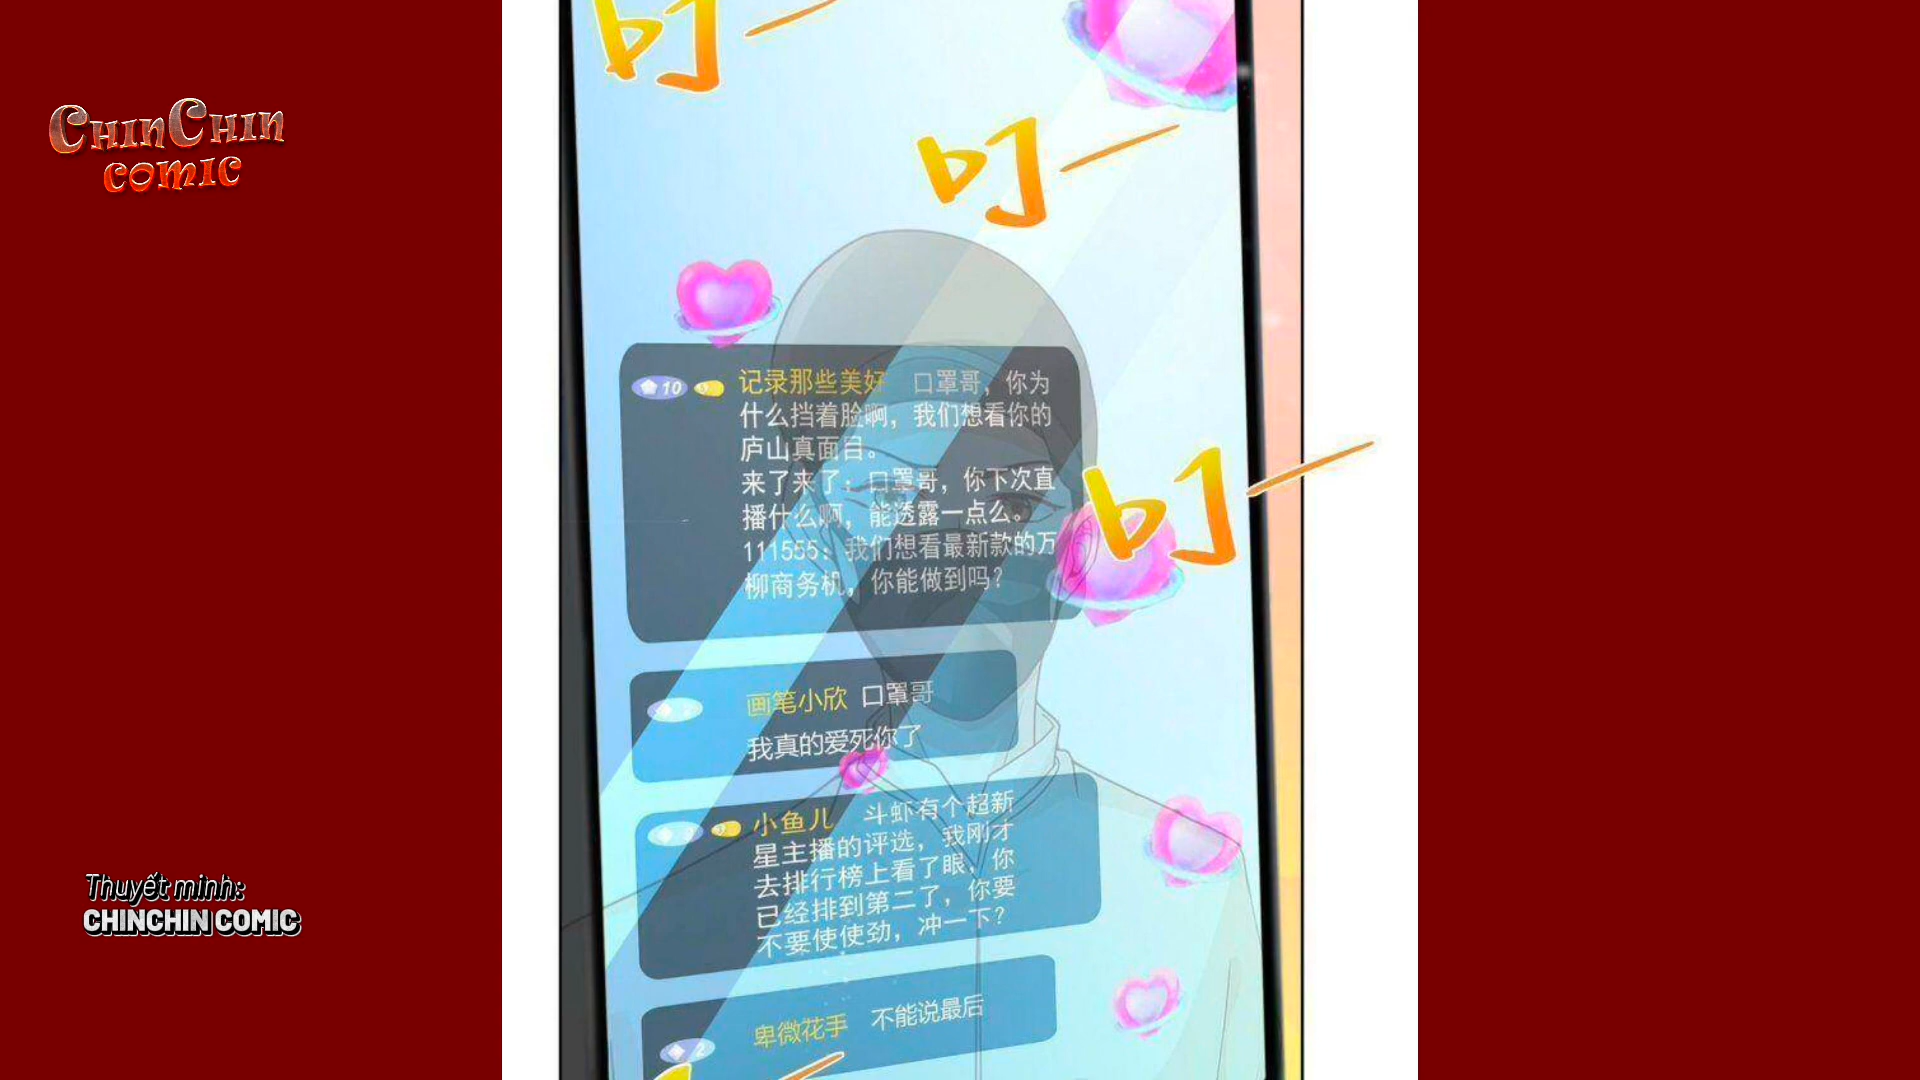 叮一
叮一
CHINCHIN
COMIC
10 记录那些美好 口罩哥，你为
什么挡着脸啊，我们想看你的
庐山真面目。
来了来了：口罩哥，你下次直
播什么啊，能透露一点么。
叮一
111555：我们想看最新款的万
柳商务机，你能做到吗？
画笔小欣 口罩哥
我真的爱死你了
小鱼儿 斗虾有个超新
星主播的评选，我刚才
去排行榜上看了眼，你
已经排到第二了，你要
不要使使劲，冲一下？
Thuyết minh:
CHINCHIN COMIC
2 卑微花手 不能说最后